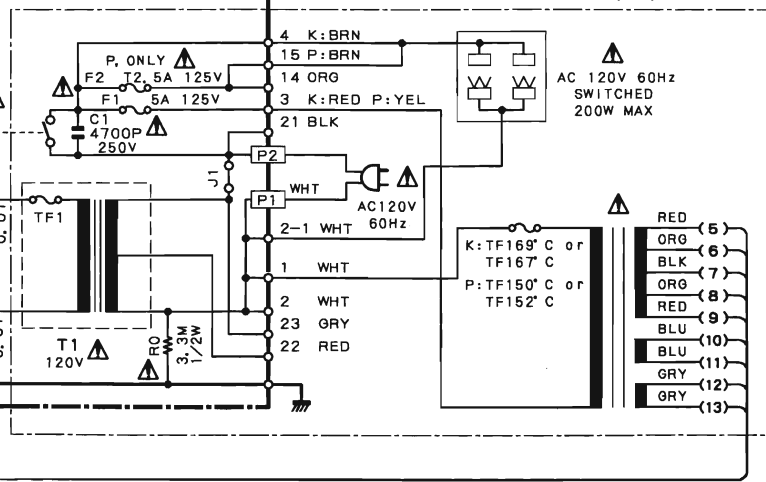 4 K:BRN
15 P:BRN
14 ORG
3 K:RED P:YEL
21 BLK
P. ONLY
F2 T2.5A 125V
F1 5A 125V
C1
4700P
250V
AC 120V 60Hz
SWITCHED
200W MAX
P2
J1
P1
WHT
AC120V
60Hz
2-1 WHT
1 WHT
2 WHT
23 GRY
22 RED
TF1
T1
120V
R0
3.3M
1/2W
K:TF169°C or
TF167°C
P:TF150°C or
TF152°C
RED (5)
ORG (6)
BLK (7)
ORG (8)
RED (9)
BLU (10)
BLU (11)
GRY (12)
GRY (13)